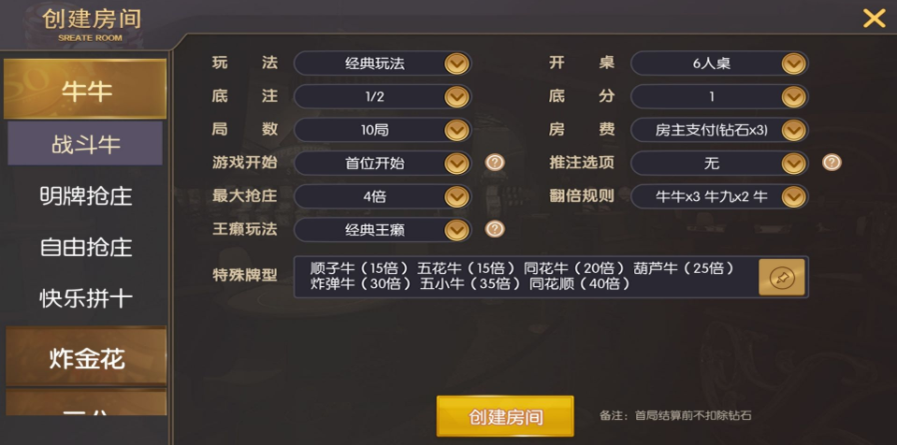 创建房间
SREATE ROOM
牛牛
战斗牛
明牌抢庄
自由抢庄
快乐拼十
炸金花
玩 法 经典玩法 开 桌 6人桌
底 注 1/2 底 分 1
局 数 10局 房 费 房主支付(钻石x3)
游戏开始 首位开始 推注选项 无
最大抢庄 4倍 翻倍规则 牛牛x3 牛九x2 牛
王癞玩法 经典王癞
特殊牌型 顺子牛（15倍）五花牛（15倍）同花牛（20倍）葫芦牛（25倍）
炸弹牛（30倍）五小牛（35倍）同花顺（40倍）
创建房间 备注：首局结算前不扣除钻石